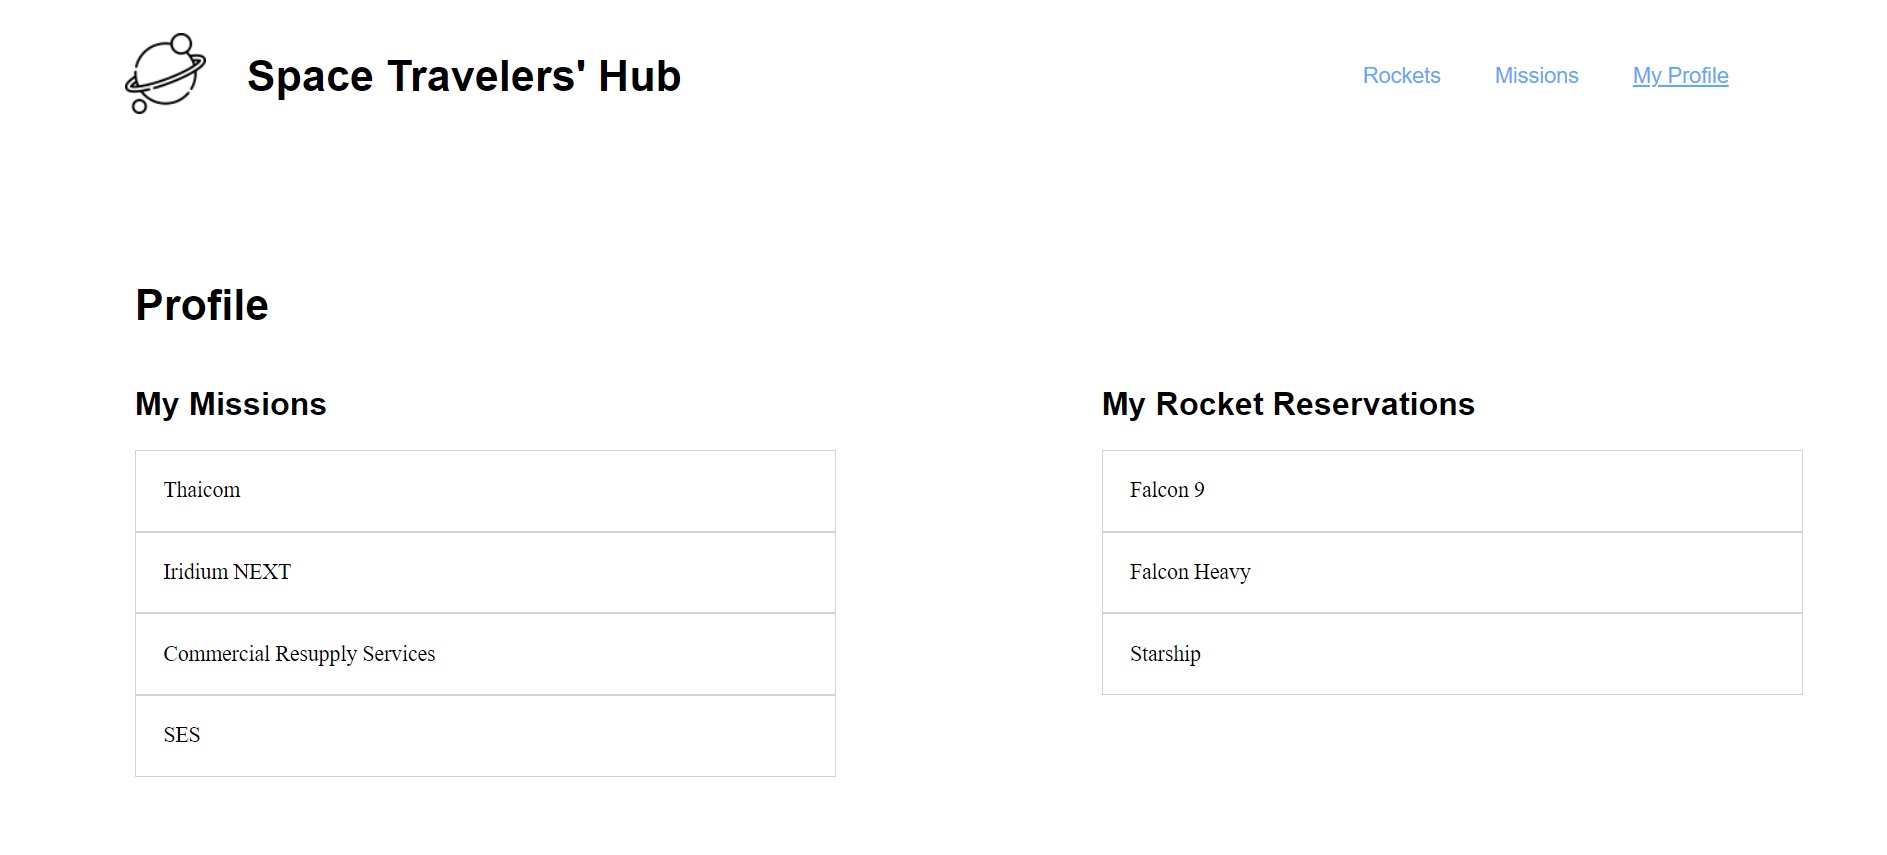 Space Travelers' Hub
Rockets
Missions
My Profile
Profile
My Missions
Thaicom
Iridium NEXT
Commercial Resupply Services
SES
My Rocket Reservations
Falcon 9
Falcon Heavy
Starship